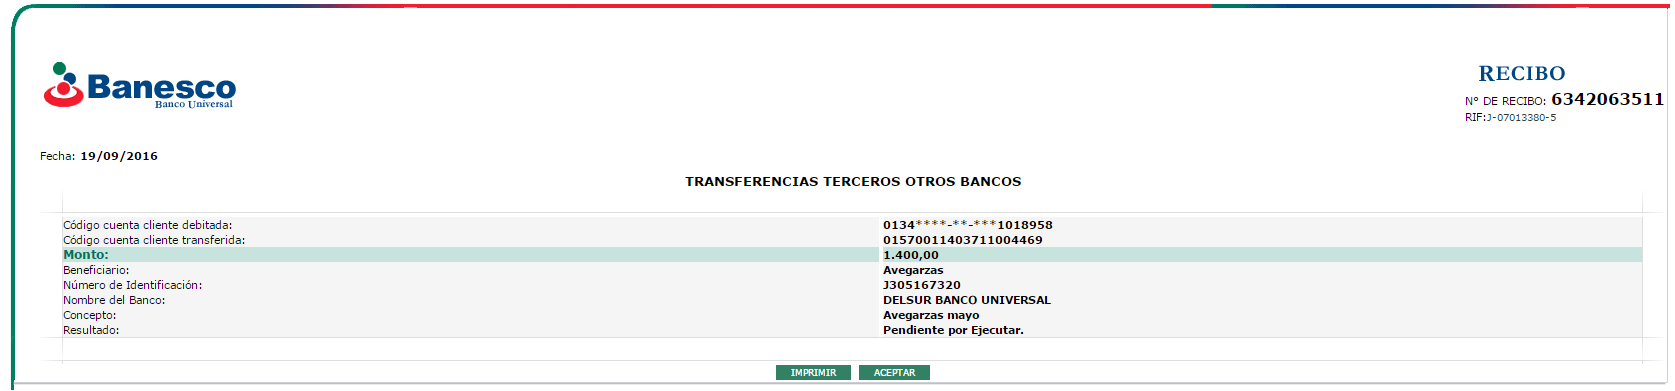 Banesco
Banco Universal
RECIBO
N° DE RECIBO: 6342063511
RIF:J-07013380-5
Fecha: 19/09/2016
TRANSFERENCIAS TERCEROS OTROS BANCOS
Código cuenta cliente debitada: 0134****-**-***1018958
Código cuenta cliente transferida: 01570011403711004469
Monto: 1.400,00
Beneficiario: Avegarzas
Número de Identificación: J305167320
Nombre del Banco: DELSUR BANCO UNIVERSAL
Concepto: Avegarzas mayo
Resultado: Pendiente por Ejecutar.
IMPRIMIR ACEPTAR